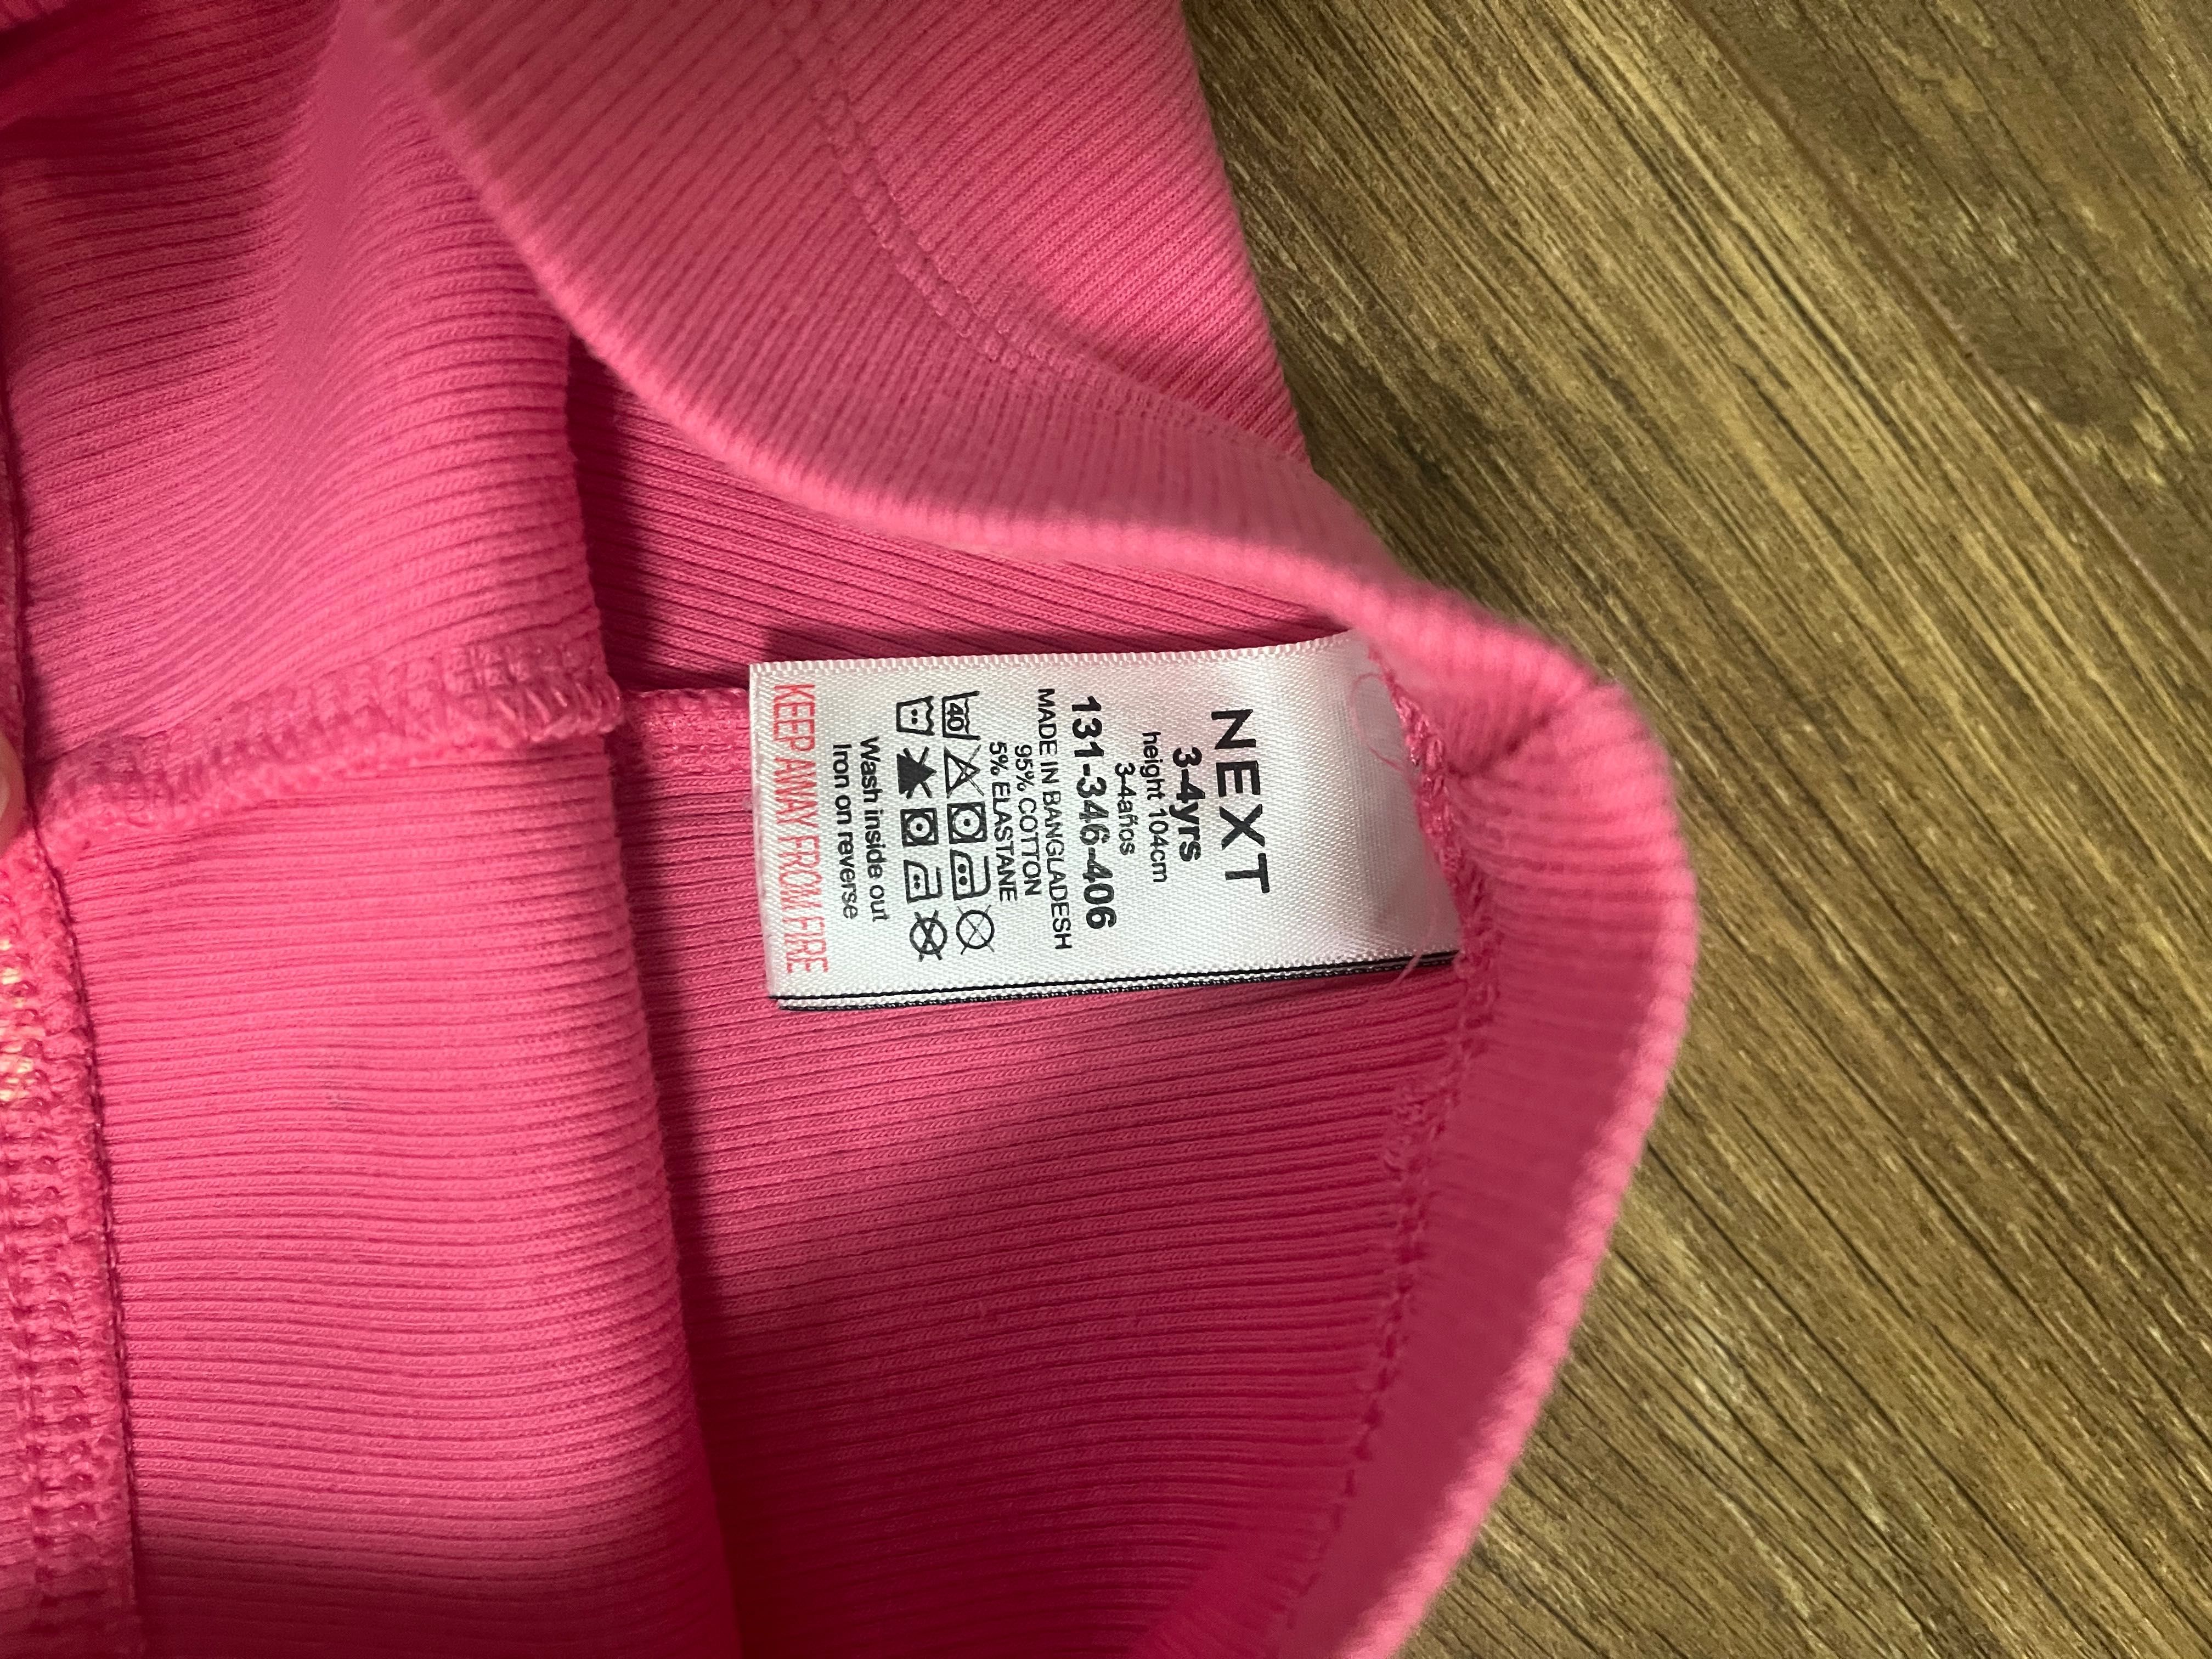 NEXT
3-4yrs
height 104cm
3-4años
131-346-406
MADE IN BANGLADESH
95% COTTON
5% ELASTANE
40
Wash inside out
Iron on reverse
KEEP AWAY FROM FIRE